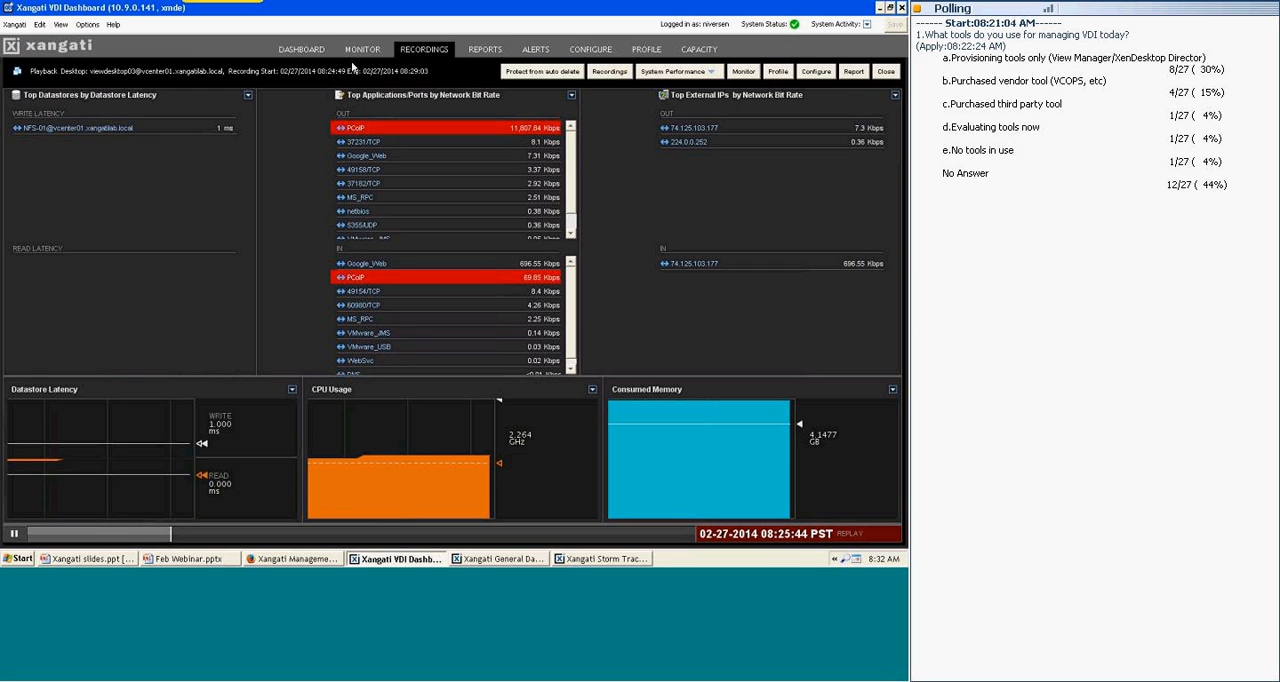 Xangati VDI Dashboard (10.9.0.141, xmde)
Xangati Edit View Options Help
Logged in as: niversen System Status: System Activity: Save
xangati
DASHBOARD MONITOR RECORDINGS REPORTS ALERTS CONFIGURE PROFILE CAPACITY
Playback Desktop: viewdesktop03@vcenter01.xangatilab.local, Recording Start: 02/27/2014 08:24:49 End: 02/27/2014 08:29:03
Protect from auto delete Recordings System Performance Monitor Profile Configure Report Close
Top Datastores by Datastore Latency
WRITE LATENCY
NFS-01@vcenter01.xangatilab.local 1 ms
READ LATENCY
Top Applications/Ports by Network Bit Rate
OUT
PCoIP 11,807.84 Kbps
37231/TCP 8.1 Kbps
Google_Web 7.31 Kbps
49158/TCP 3.37 Kbps
37182/TCP 2.92 Kbps
MS_RPC 2.51 Kbps
netbios 0.38 Kbps
5355/UDP 0.36 Kbps
IN
Google_Web 696.55 Kbps
PCoIP 69.85 Kbps
49154/TCP 8.4 Kbps
60980/TCP 4.26 Kbps
MS_RPC 2.25 Kbps
VMware_JMS 0.14 Kbps
VMware_USB 0.03 Kbps
WebSvc 0.02 Kbps
Top External IPs by Network Bit Rate
OUT
74.125.103.177 7.3 Kbps
224.0.0.252 0.36 Kbps
IN
74.125.103.177 696.55 Kbps
Datastore Latency
WRITE
1.000
ms
READ
0.000
ms
CPU Usage
2.264
GHz
Consumed Memory
4.1477
GB
02-27-2014 08:25:44 PST REPLAY
Start Xangati slides.ppt [... Feb Webinar.pptx Xangati Manageme... Xangati VDI Dashb... Xangati General Da... Xangati Storm Trac... « 8:32 AM
Polling
------ Start:08:21:04 AM------
1.What tools do you use for managing VDI today?
(Apply:08:22:24 AM)
a.Provisioning tools only (View Manager/XenDesktop Director)
8/27 ( 30%)
b.Purchased vendor tool (VCOPS, etc)
4/27 ( 15%)
c.Purchased third party tool
1/27 ( 4%)
d.Evaluating tools now
1/27 ( 4%)
e.No tools in use
1/27 ( 4%)
No Answer
12/27 ( 44%)